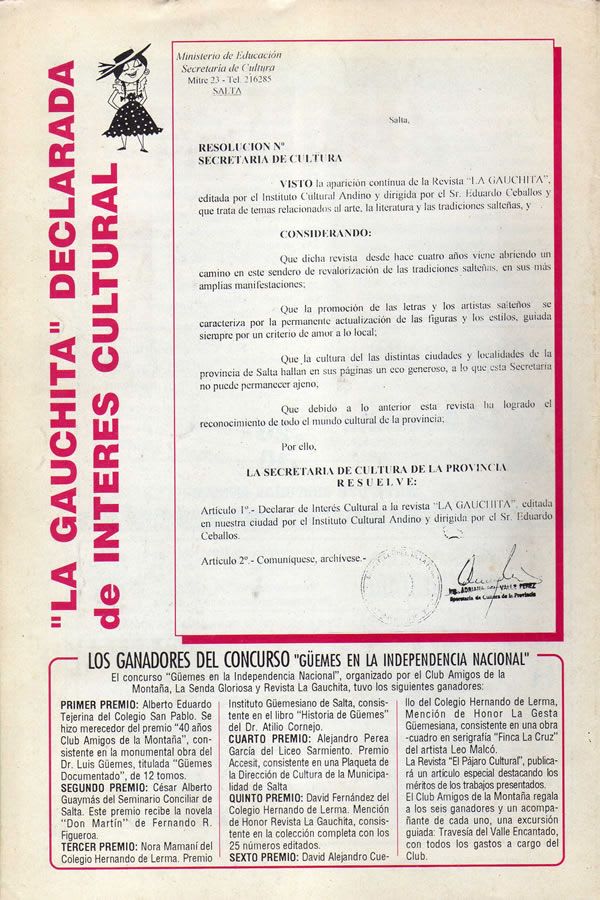 "LA GAUCHITA" DECLARADA
de INTERES CULTURAL
Ministerio de Educación
Secretaría de Cultura
Mitre 23 - Tel. 216285
SALTA
Salta,
RESOLUCION Nº
SECRETARIA DE CULTURA
VISTO la aparición continua de la Revista "LA GAUCHITA",
editada por el Instituto Cultural Andino y dirigida por el Sr. Eduardo Ceballos y
que trata de temas relacionados al arte, la literatura y las tradiciones salteñas, y
CONSIDERANDO:
Que dicha revista desde hace cuatro años viene abriendo un
camino en este sendero de revalorización de las tradiciones salteñas, en sus más
amplias manifestaciones;
Que la promoción de las letras y los artistas salteños se
caracteriza por la permanente actualización de las figuras y los estilos, guiada
siempre por un criterio de amor a lo local;
Que la cultura del las distintas ciudades y localidades de la
provincia de Salta hallan en sus páginas un eco generoso, a lo que esta Secretaría
no puede permanecer ajeno;
Que debido a lo anterior esta revista ha logrado el
reconocimiento de todo el mundo cultural de la provincia;
Por ello,
LA SECRETARIA DE CULTURA DE LA PROVINCIA
R E S U E L V E :
Artículo 1º.- Declarar de Interés Cultural a la revista "LA GAUCHITA", editada
en nuestra ciudad por el Instituto Cultural Andino y dirigida por el Sr. Eduardo
Ceballos.
Artículo 2º.- Comuníquese, archívese.-
ADRIANA VALLE PEREZ
Secretaria de Cultura de la Provincia
LOS GANADORES DEL CONCURSO "GÜEMES EN LA INDEPENDENCIA NACIONAL"
El concurso "Güemes en la Independencia Nacional", organizado por el Club Amigos de la
Montaña, La Senda Gloriosa y Revista La Gauchita, tuvo los siguientes ganadores:
PRIMER PREMIO: Alberto Eduardo
Tejerina del Colegio San Pablo. Se
hizo merecedor del premio "40 años
Club Amigos de la Montaña", con-
sistente en la monumental obra del
Dr. Luis Güemes, titulada "Güemes
Documentado", de 12 tomos.
SEGUNDO PREMIO: César Alberto
Guaymás del Seminario Conciliar de
Salta. Este premio recibe la novela
"Don Martín" de Fernando R.
Figueroa.
TERCER PREMIO: Nora Mamaní del
Colegio Hernando de Lerma. Premio
Instituto Güemesiano de Salta, consis-
tente en el libro "Historia de Güemes"
del Dr. Atilio Cornejo.
CUARTO PREMIO: Alejandro Perea
García del Liceo Sarmiento. Premio
Accesit, consistente en una Plaqueta de
la Dirección de Cultura de la Municipa-
lidad de Salta
QUINTO PREMIO: David Fernández del
Colegio Hernando de Lerma. Mención
de Honor Revista La Gauchita, consis-
tente en la colección completa con los
25 números editados.
SEXTO PREMIO: David Alejandro Cue-
llo del Colegio Hernando de Lerma,
Mención de Honor La Gesta
Güemesiana, consistente en una obra
-cuadro en serigrafía "Finca La Cruz"
del artista Leo Malcó.
La Revista "El Pájaro Cultural", publica-
rá un artículo especial destacando los
méritos de los trabajos presentados.
El Club Amigos de la Montaña regala
a los seis ganadores y un acompa-
ñante de cada uno, una excursión
guiada: Travesía del Valle Encantado,
con todos los gastos a cargo del
Club.